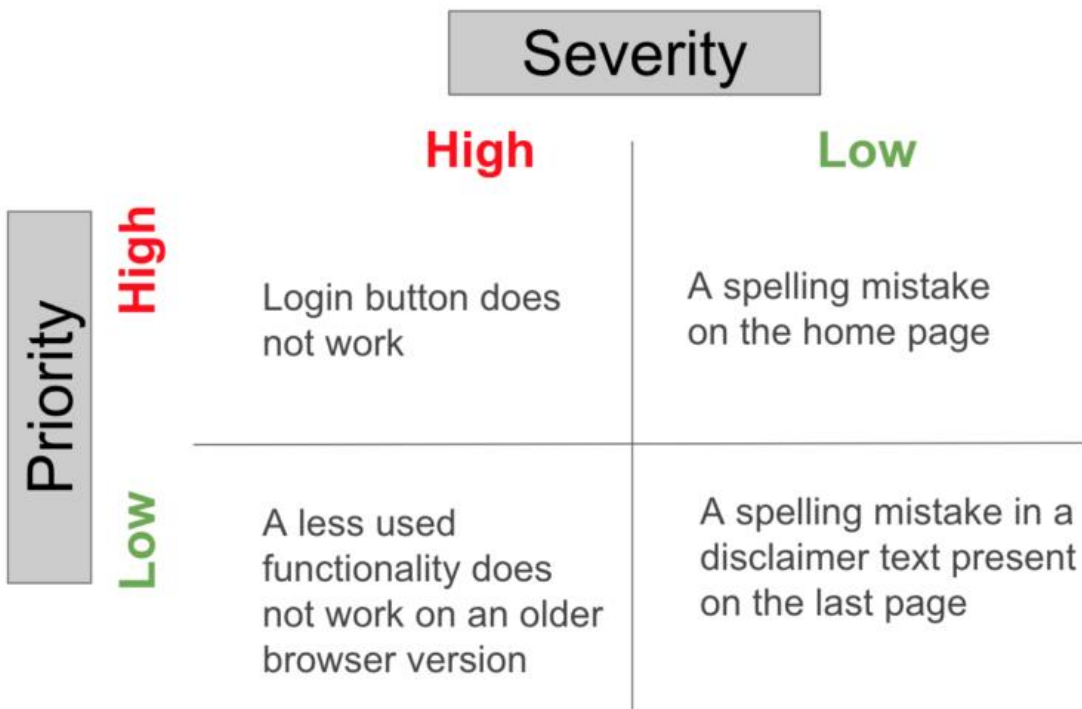 Severity
High
Low
Priority
High
Login button does
not work
A spelling mistake
on the home page
Low
A less used
functionality does
not work on an older
browser version
A spelling mistake in a
disclaimer text present
on the last page